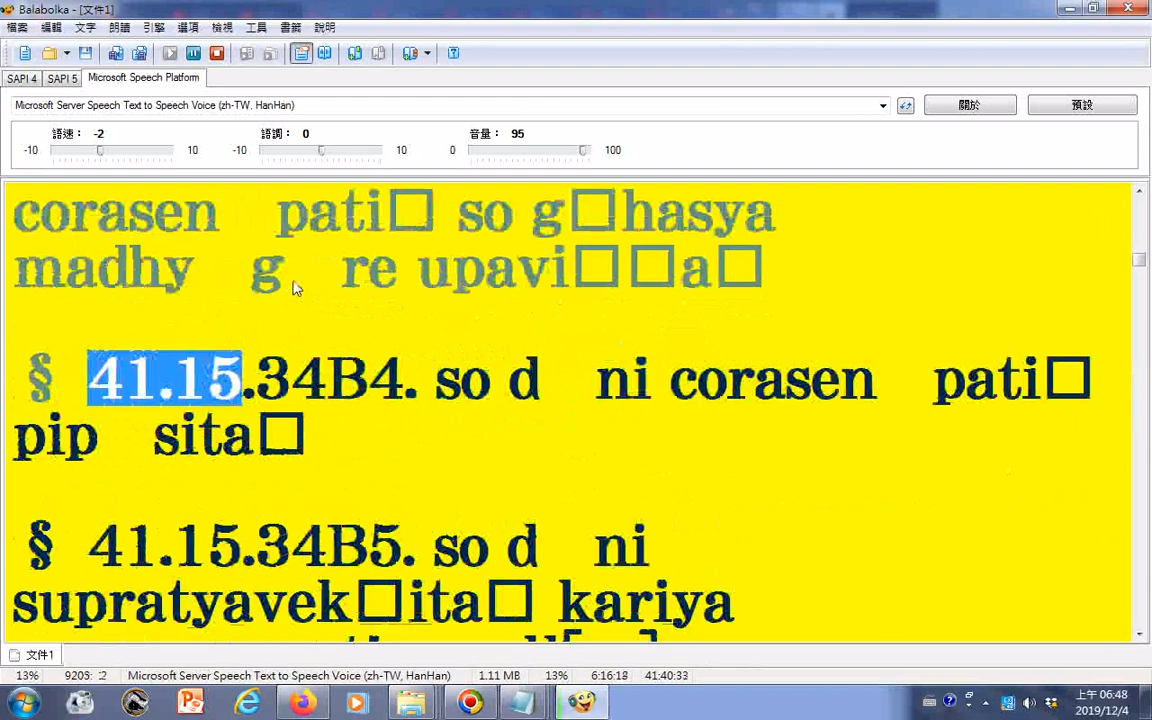 Balabolka - [文件1]
檔案 編輯 文字 朗讀 引擎 選項 檢視 工具 書籤 說明
SAPI 4 SAPI 5 Microsoft Speech Platform
Microsoft Server Speech Text to Speech Voice (zh-TW, HanHan) 關於 預設
語速： -2 語調： 0 音量： 95
-10 10 -10 10 0 100
corasen pati□ so g□hasya
madhy g re upavi□□a□
§ 41.15.34B4. so d ni corasen pati□
pip sita□
§ 41.15.34B5. so d ni
supratyavek□ita□ kariya
文件1
13% Microsoft Server Speech Text to Speech Voice (zh-TW, HanHan) 1.11 MB 13% 6:16:18 41:40:33
上午 06:48
2019/12/4